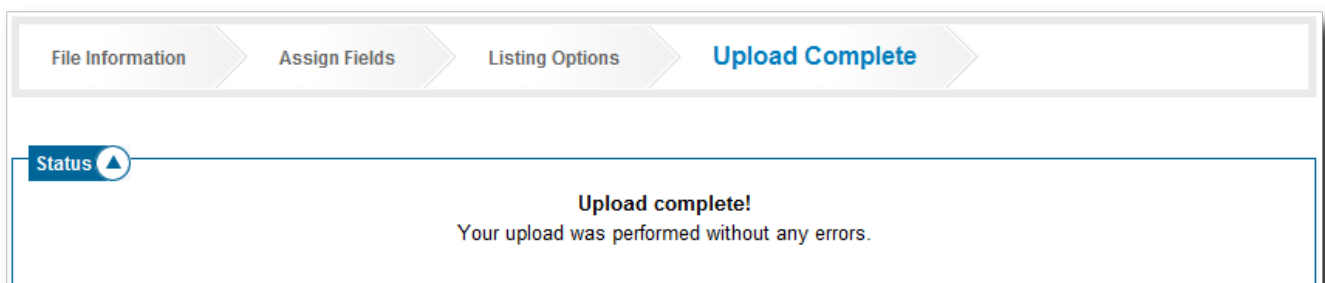 File Information Assign Fields Listing Options Upload Complete
Status
Upload complete!
Your upload was performed without any errors.